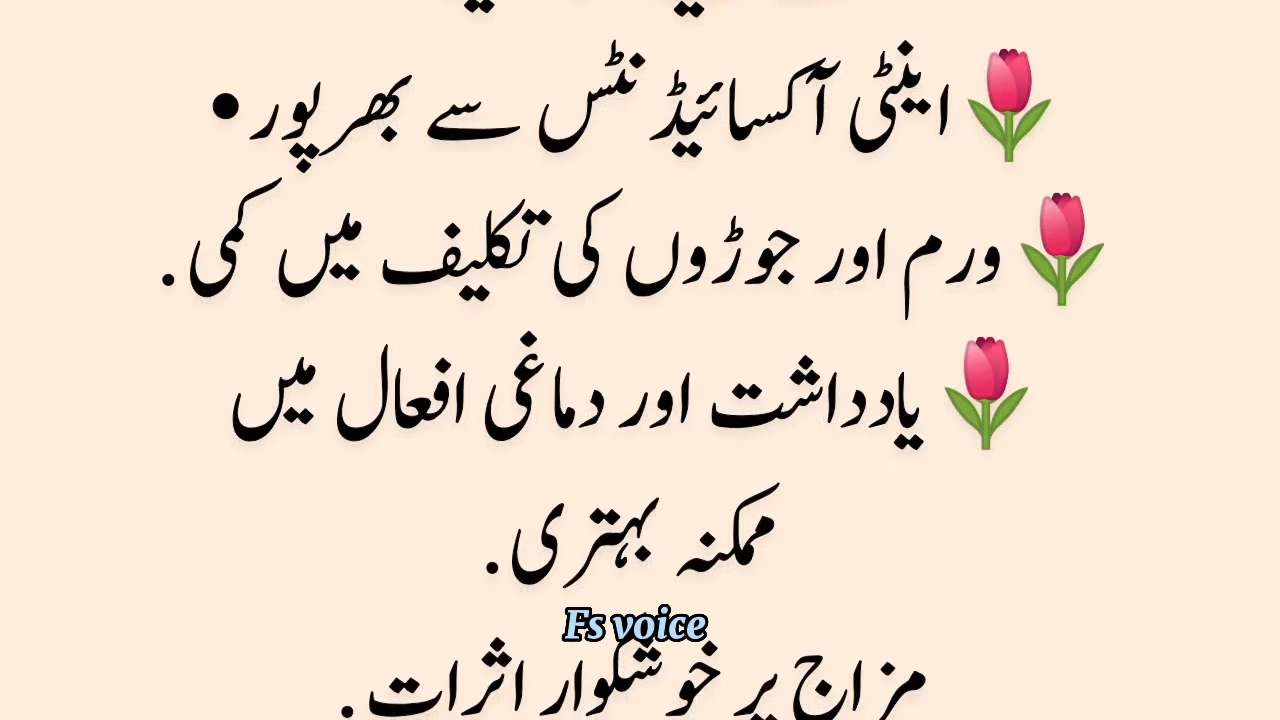 🌷اینٹی آکسائیڈنٹس سے بھرپور•
🌷ورم اور جوڑوں کی تکلیف میں کمی.
🌷یادداشت اور دماغی افعال میں
ممکنہ بہتری.
Fs voice
مزاج پر خوشگوار اثرات.